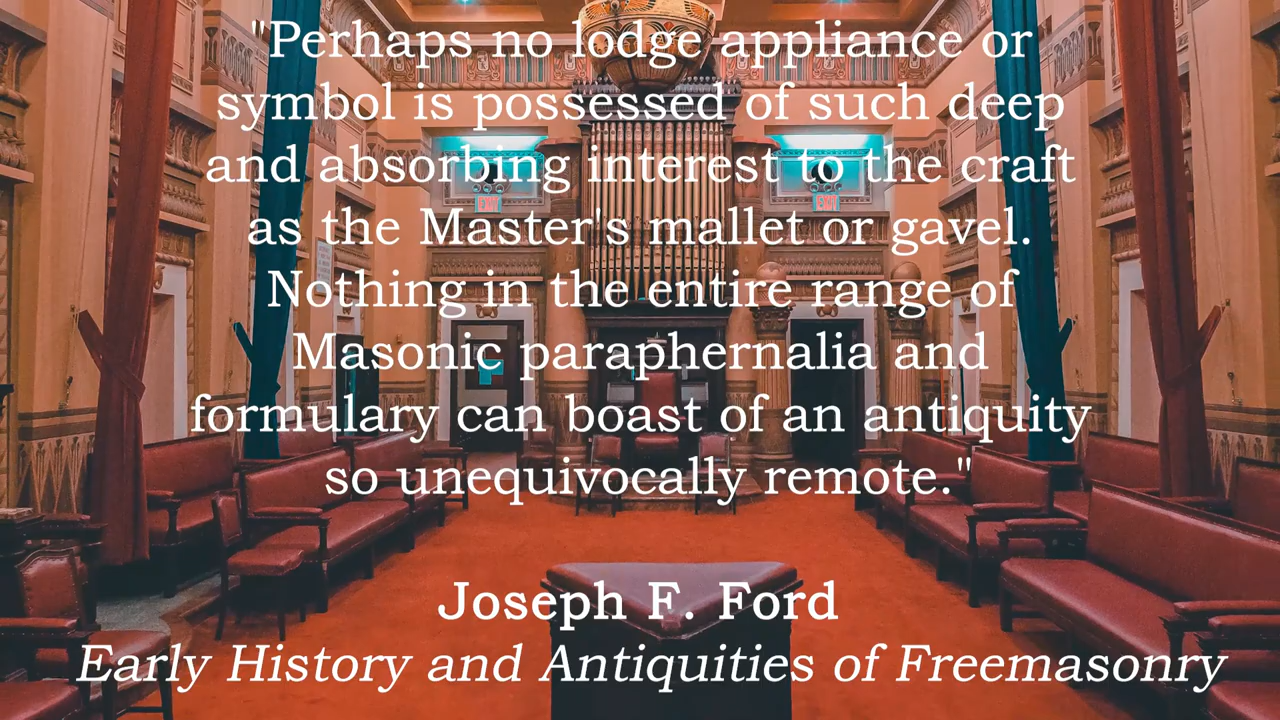 "Perhaps no lodge appliance or
symbol is possessed of such deep
and absorbing interest to the craft
as the Master's mallet or gavel.
Nothing in the entire range of
Masonic paraphernalia and
formulary can boast of an antiquity
so unequivocally remote."
Joseph F. Ford
Early History and Antiquities of Freemasonry
EXIT
EXIT